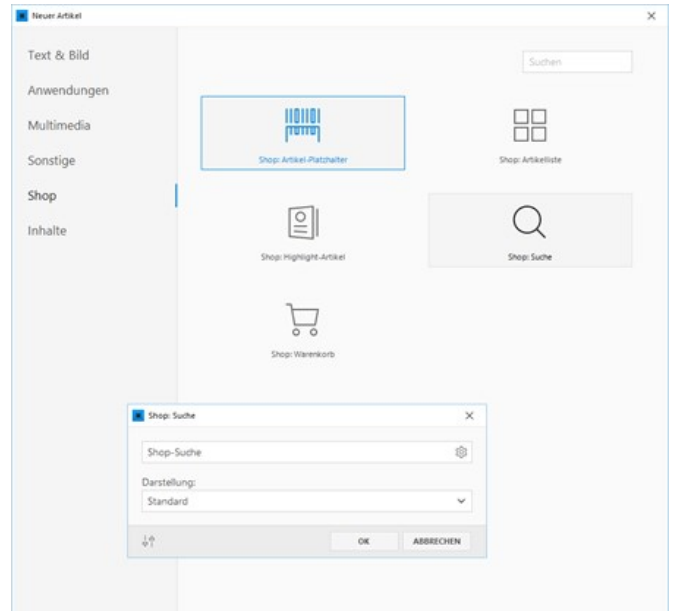 Neuer Artikel
Text & Bild
Suchen
Anwendungen
Multimedia
Sonstige
Shop: Artikel-Platzhalter
Shop: Artikelliste
Shop
Inhalte
Shop: Highlight-Artikel
Shop: Suche
Shop: Warenkorb
Shop: Suche
Shop-Suche
Darstellung:
Standard
OK ABBRECHEN